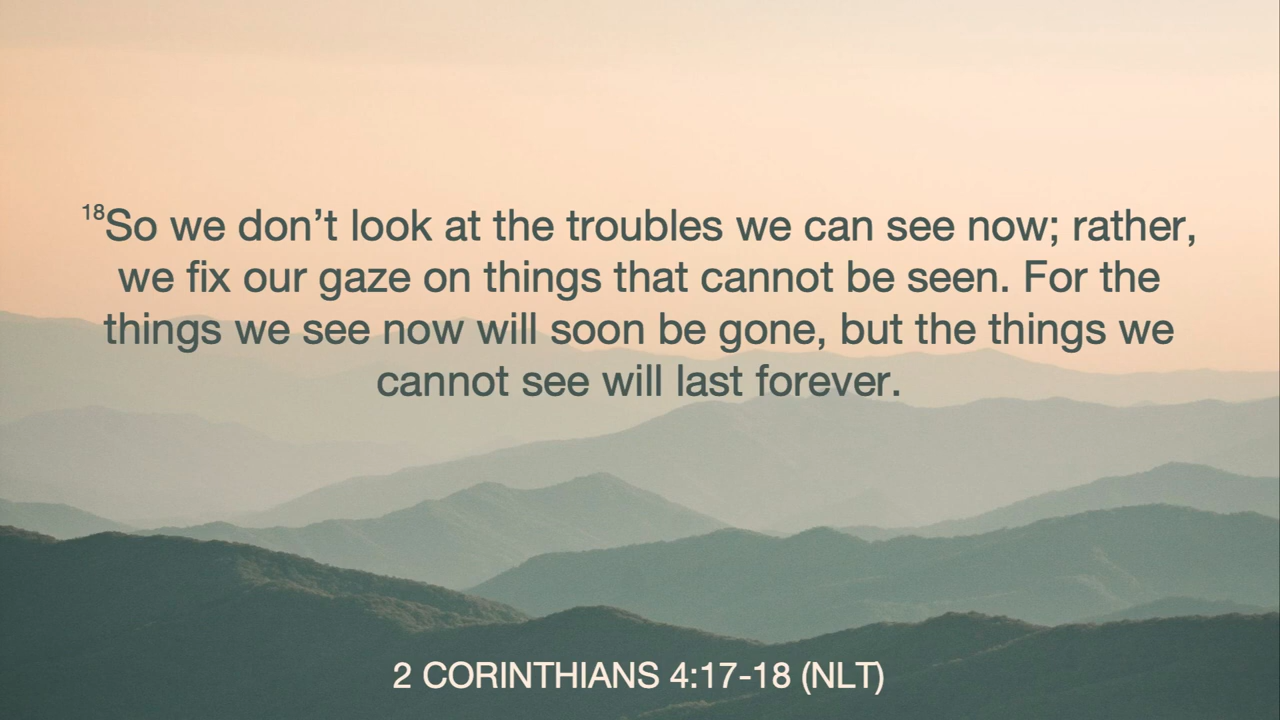 18So we don’t look at the troubles we can see now; rather,
we fix our gaze on things that cannot be seen. For the
things we see now will soon be gone, but the things we
cannot see will last forever.
2 CORINTHIANS 4:17-18 (NLT)